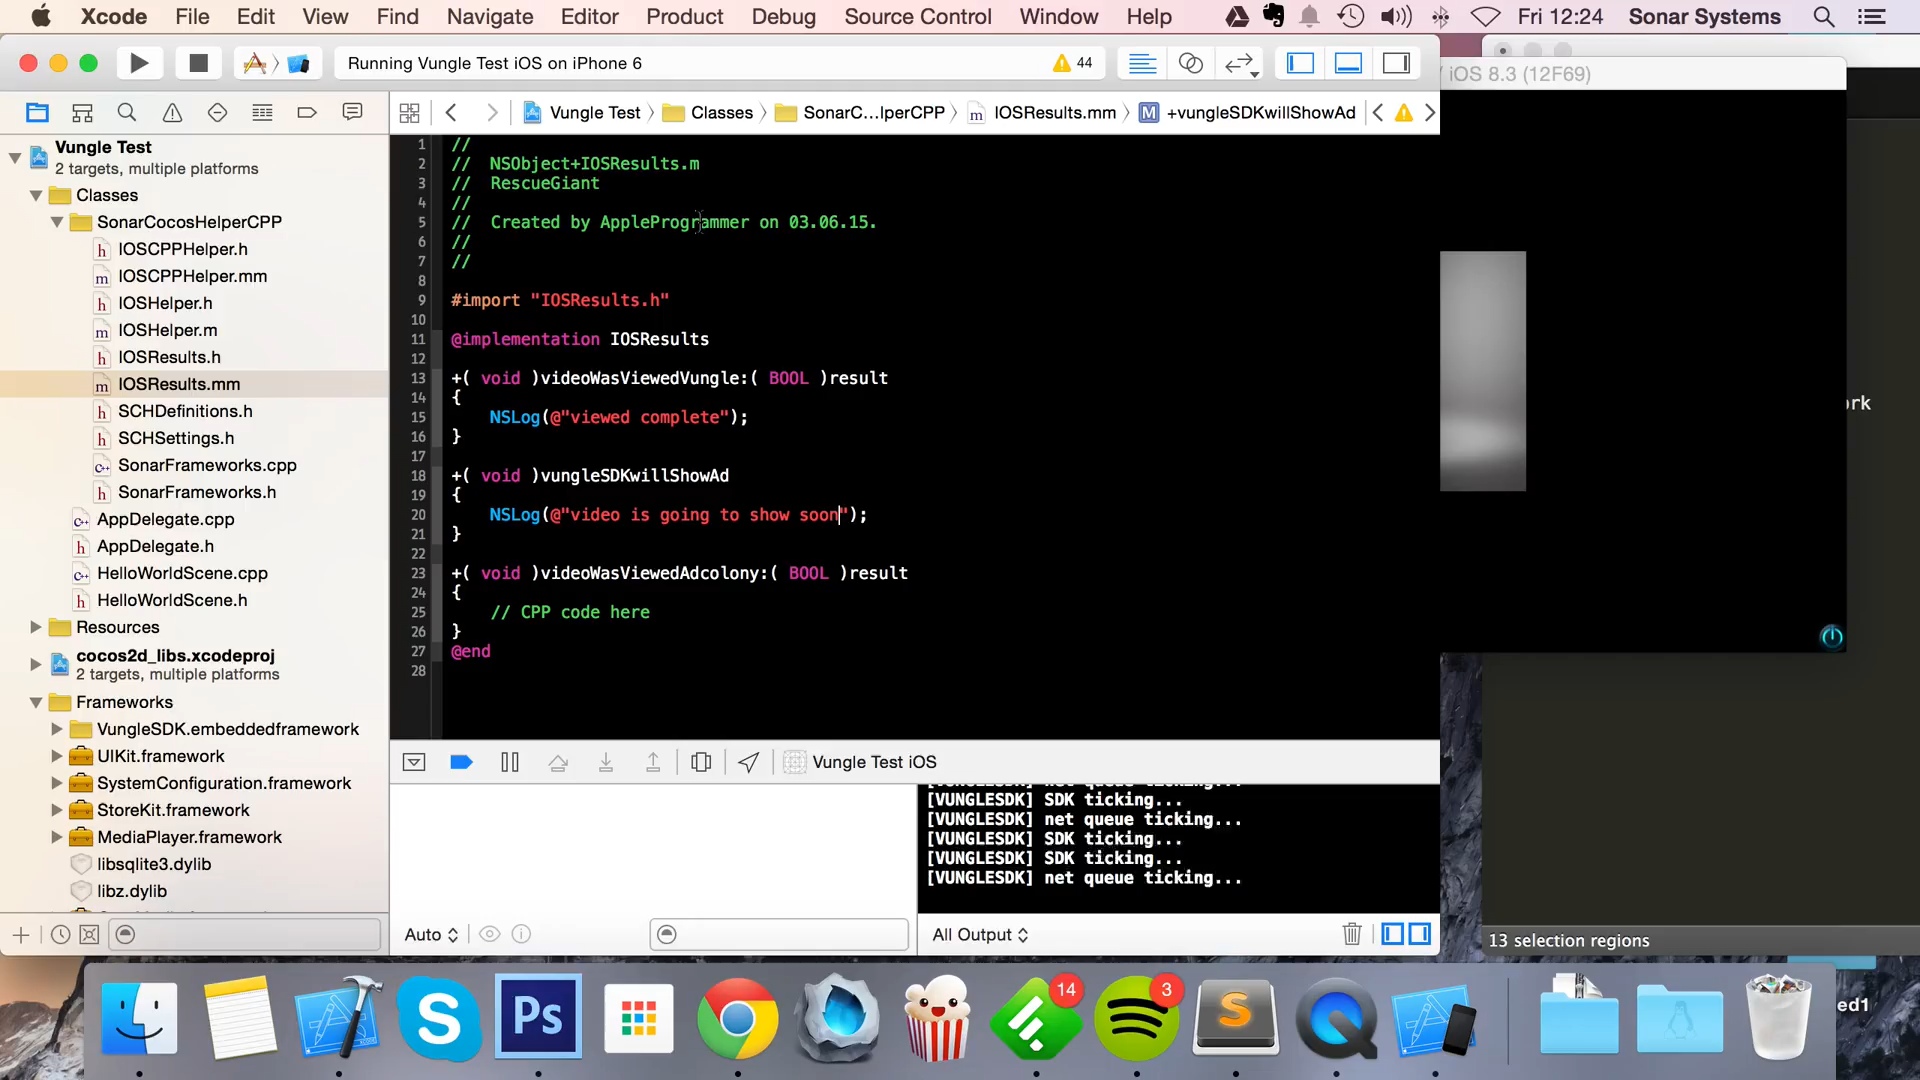 Xcode File Edit View Find Navigate Editor Product Debug Source Control Window Help Fri 12:24 Sonar Systems
Running Vungle Test iOS on iPhone 6 44
iOS 8.3 (12F69)
Vungle Test Classes SonarC...lperCPP IOSResults.mm M +vungleSDKwillShowAd
Vungle Test
2 targets, multiple platforms
Classes
SonarCocosHelperCPP
h IOSCPPHelper.h
m IOSCPPHelper.mm
h IOSHelper.h
m IOSHelper.m
h IOSResults.h
m IOSResults.mm
h SCHDefinitions.h
h SCHSettings.h
c++ SonarFrameworks.cpp
h SonarFrameworks.h
c++ AppDelegate.cpp
h AppDelegate.h
c++ HelloWorldScene.cpp
h HelloWorldScene.h
Resources
cocos2d_libs.xcodeproj
2 targets, multiple platforms
Frameworks
VungleSDK.embeddedframework
UIKit.framework
SystemConfiguration.framework
StoreKit.framework
MediaPlayer.framework
libsqlite3.dylib
libz.dylib
1 //
2 // NSObject+IOSResults.m
3 // RescueGiant
4 //
5 // Created by AppleProgrammer on 03.06.15.
6 //
7 //
8
9 #import "IOSResults.h"
10
11 @implementation IOSResults
12
13 +( void )videoWasViewedVungle:( BOOL )result
14 {
15 NSLog(@"viewed complete");
16 }
17
18 +( void )vungleSDKwillShowAd
19 {
20 NSLog(@"video is going to show soon");
21 }
22
23 +( void )videoWasViewedAdcolony:( BOOL )result
24 {
25 // CPP code here
26 }
27 @end
28
rk
Vungle Test iOS
[VUNGLESDK] net queue ticking...
[VUNGLESDK] SDK ticking...
[VUNGLESDK] net queue ticking...
[VUNGLESDK] SDK ticking...
[VUNGLESDK] SDK ticking...
[VUNGLESDK] net queue ticking...
Auto
All Output
13 selection regions
Ps
14
3
S
ed1